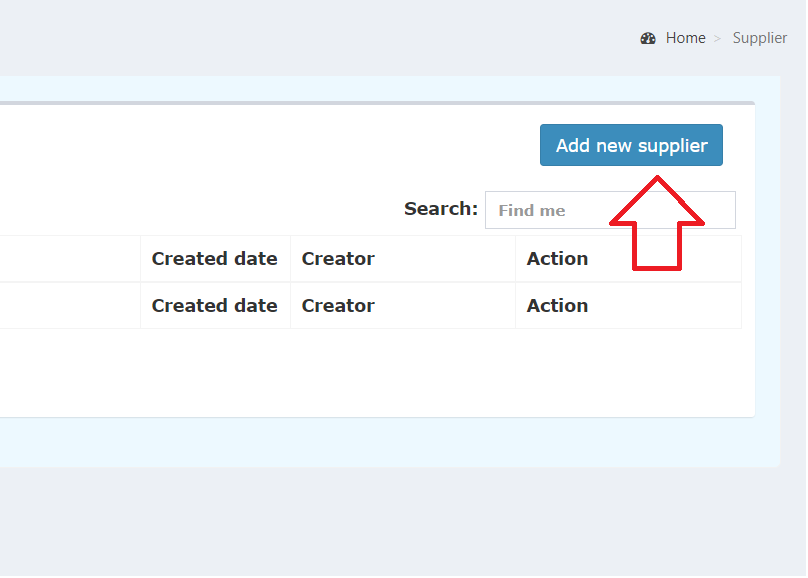 Home > Supplier
Add new supplier
Search: Find me
Created date Creator Action
Created date Creator Action